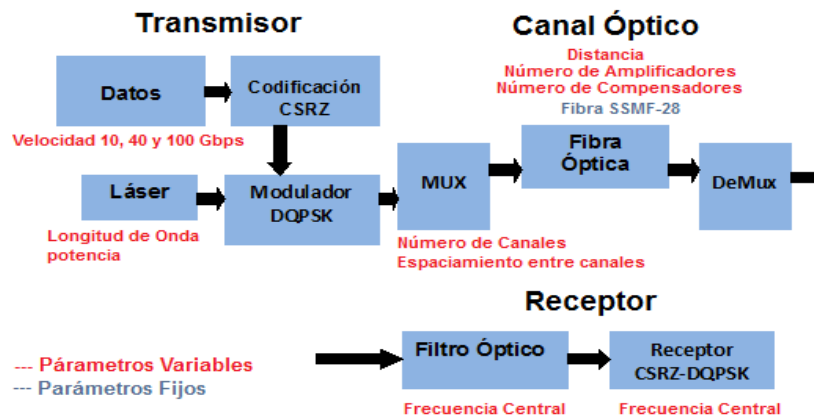 Transmisor
Canal Óptico
Datos
Codificación
CSRZ
Velocidad 10, 40 y 100 Gbps
Distancia
Número de Amplificadores
Número de Compensadores
Fibra SSMF-28
Fibra
Óptica
Láser
Modulador
DQPSK
MUX
DeMux
Longitud de Onda
potencia
Número de Canales
Espaciamiento entre canales
Receptor
Filtro Óptico
Receptor
CSRZ-DQPSK
Frecuencia Central
Frecuencia Central
--- Párametros Variables
--- Parámetros Fijos